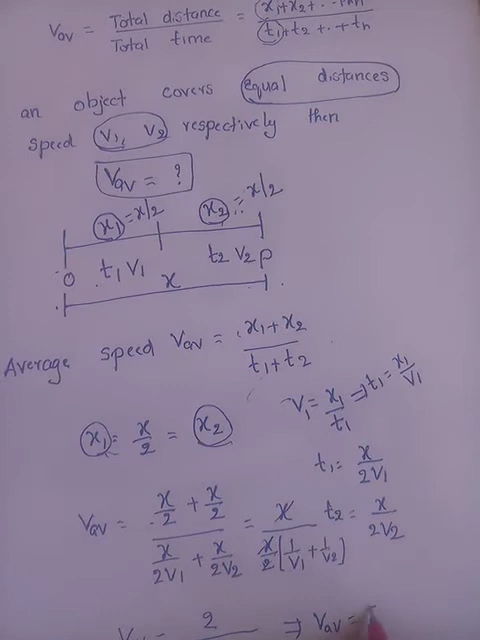 Vav = Total distance / Total time = x1+x2+...+xn / t1+t2+..+tn
an object covers equal distances
speed v1, v2 respectively then
Vav = ?
x1 = x/2 x2 = x/2
O t1 V1 t2 V2 P
x
Average speed Vav = x1+x2 / t1+t2
V1 = x1/t1 ⇒ t1 = x1/V1
x1 = x/2 = x2
t1 = x/2V1
Vav = (x/2 + x/2) / (x/2V1 + x/2V2) = x / (x/2 [1/V1 + 1/V2]) t2 = x/2V2
2 ⇒ Vav =